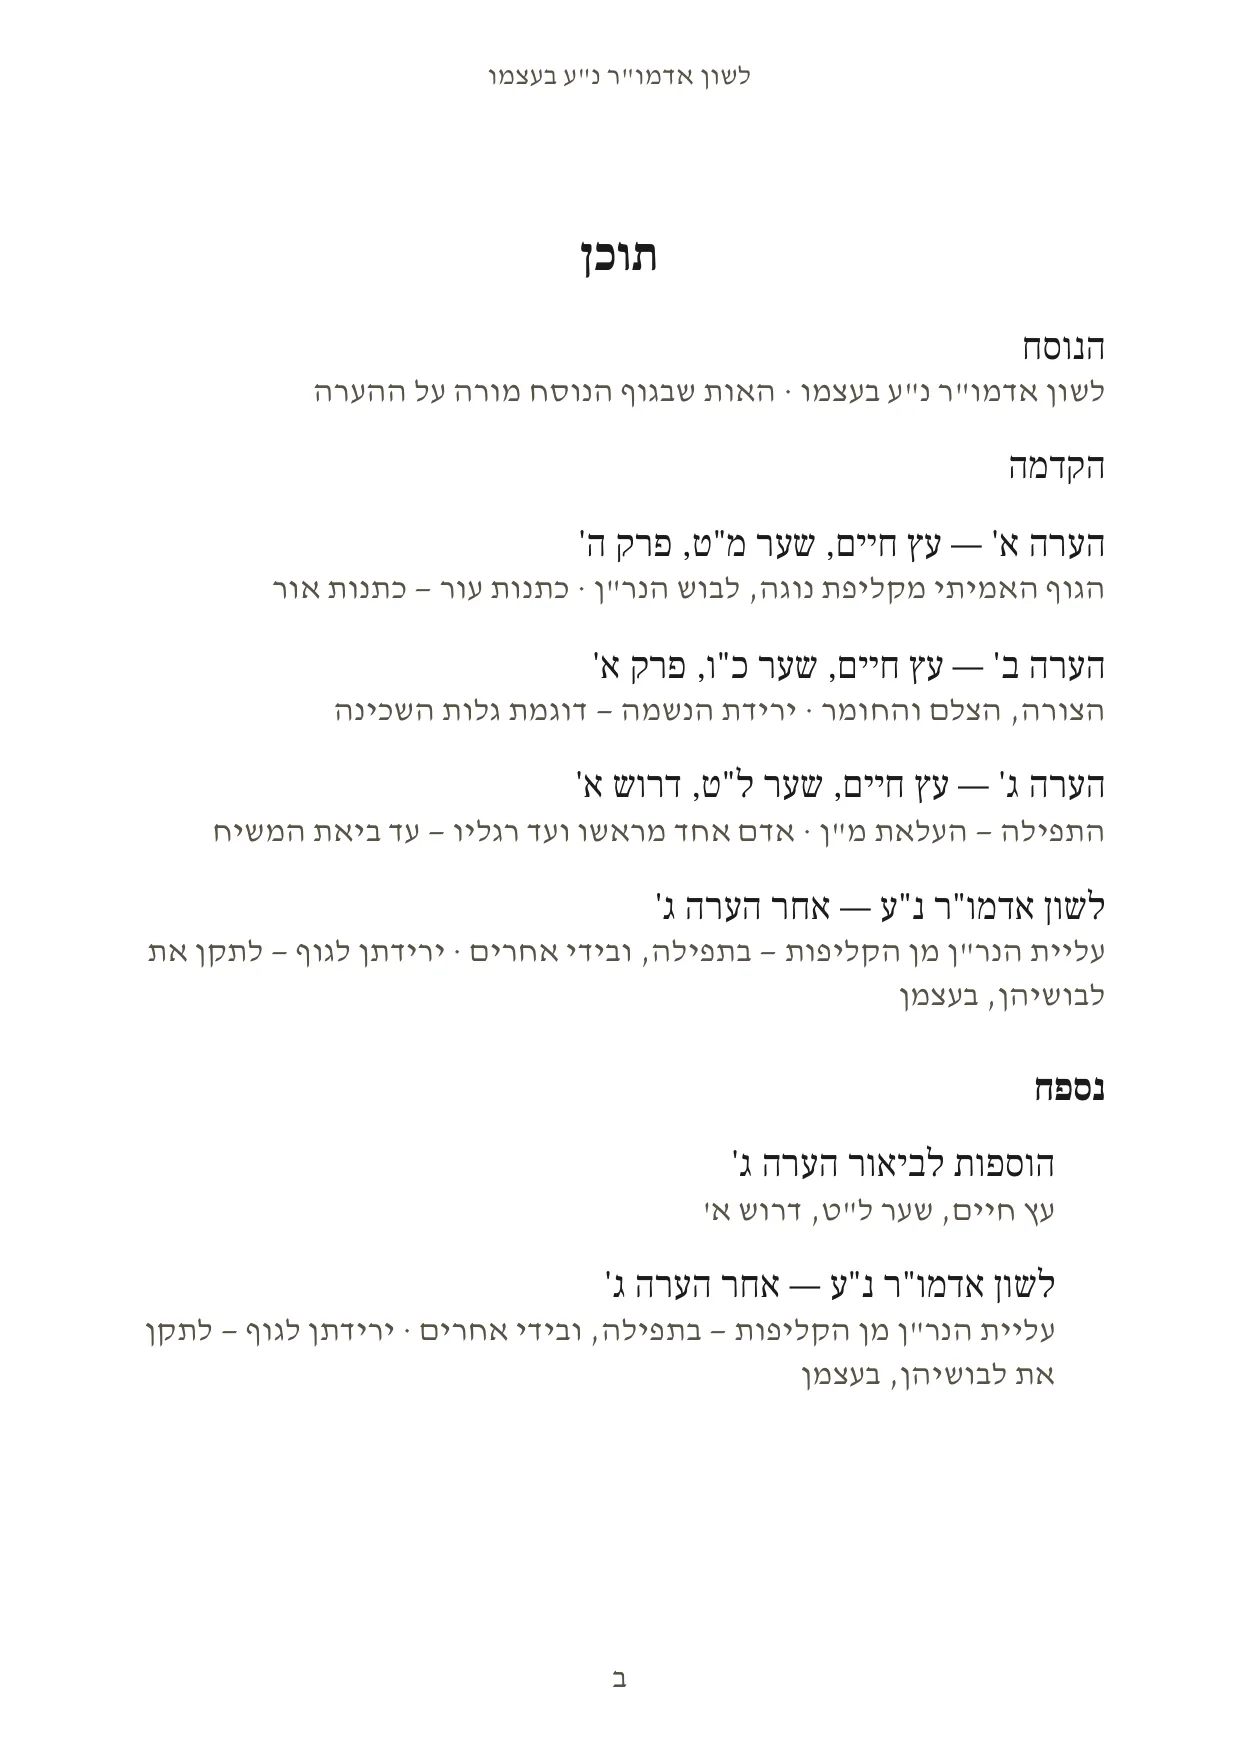 לשון אדמו"ר נ"ע בעצמו
תוכן
הנוסח
לשון אדמו"ר נ"ע בעצמו · האות שבגוף הנוסח מורה על ההערה
הקדמה
הערה א' — עץ חיים, שער מ"ט, פרק ה'
הגוף האמיתי מקליפת נוגה, לבוש הנר"ן · כתנות עור – כתנות אור
הערה ב' — עץ חיים, שער כ"ו, פרק א'
הצורה, הצלם והחומר · ירידת הנשמה – דוגמת גלות השכינה
הערה ג' — עץ חיים, שער ל"ט, דרוש א'
התפילה – העלאת מ"ן · אדם אחד מראשו ועד רגליו – עד ביאת המשיח
לשון אדמו"ר נ"ע — אחר הערה ג'
עליית הנר"ן מן הקליפות – בתפילה, ובידי אחרים · ירידתן לגוף – לתקן את
לבושיהן, בעצמן
נספח
הוספות לביאור הערה ג'
עץ חיים, שער ל"ט, דרוש א'
לשון אדמו"ר נ"ע — אחר הערה ג'
עליית הנר"ן מן הקליפות – בתפילה, ובידי אחרים · ירידתן לגוף – לתקן
את לבושיהן, בעצמן
ב